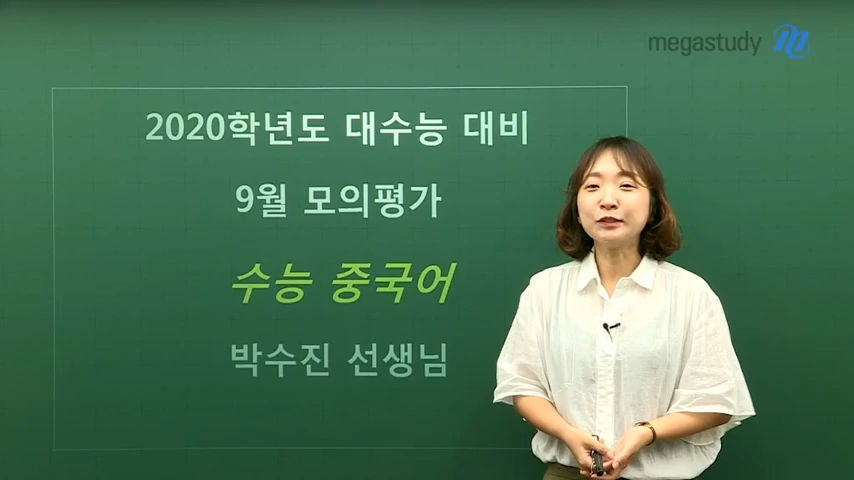 megastudy
2020학년도 대수능 대비
9월 모의평가
수능 중국어
박수진 선생님